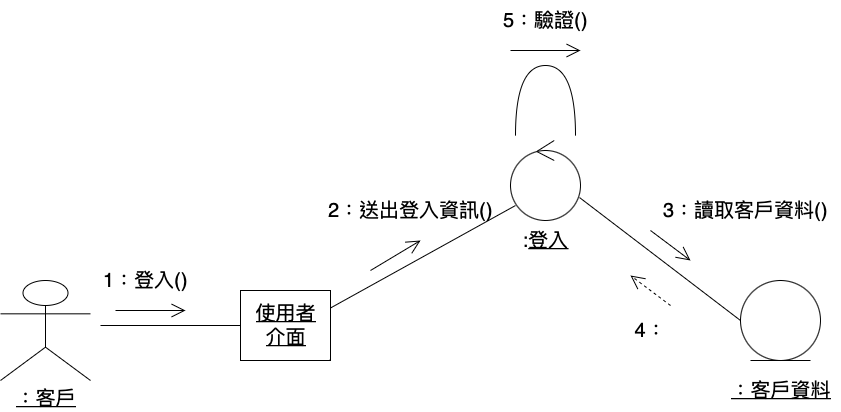 5：驗證()
2：送出登入資訊()
3：讀取客戶資料()
:登入
1：登入()
使用者
介面
4：
：客戶
：客戶資料